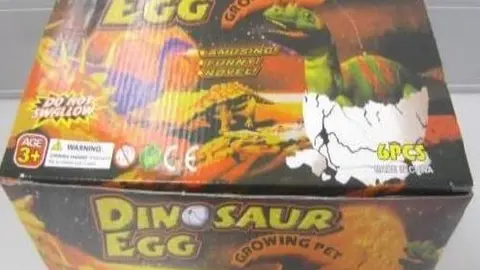 EGG
GROWING PET
AMUSING!
FUNNY!
NOVEL!
DO NOT
SWALLOW
AGE
3+
WARNING:
CE
6PCS
MADE IN CHINA
DINOSAUR
EGG
GROWING PET